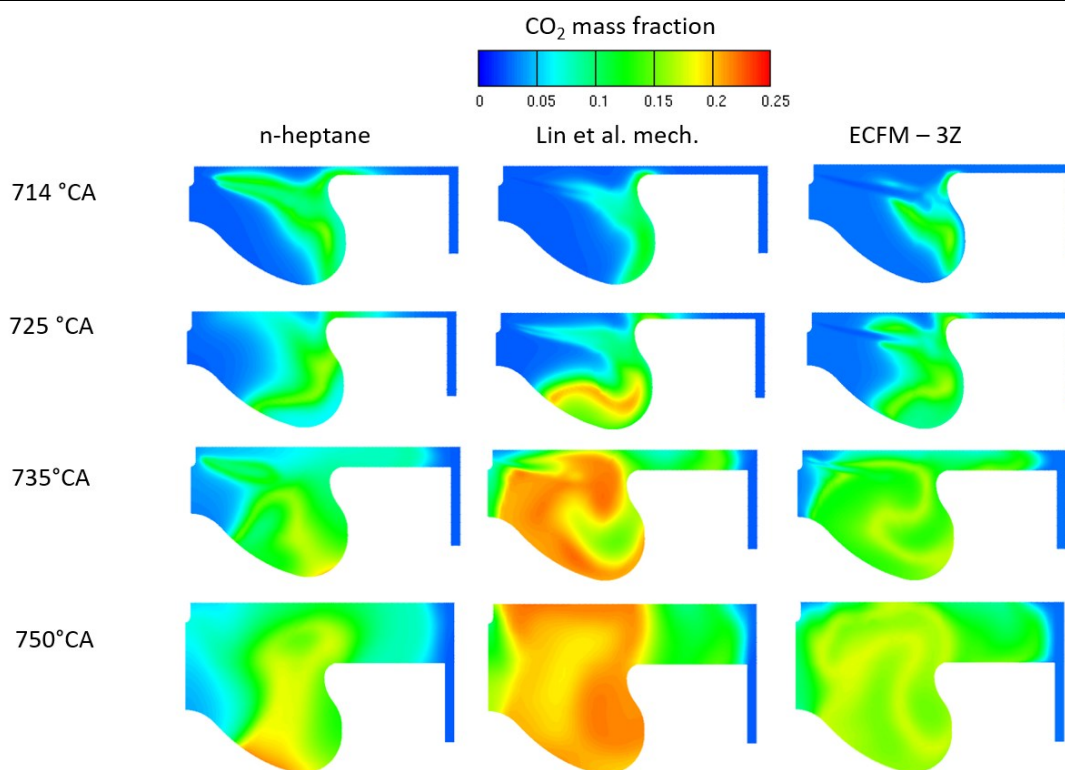 CO₂ mass fraction
0 0.05 0.1 0.15 0.2 0.25
n-heptane Lin et al. mech. ECFM – 3Z
714 °CA
725 °CA
735°CA
750°CA